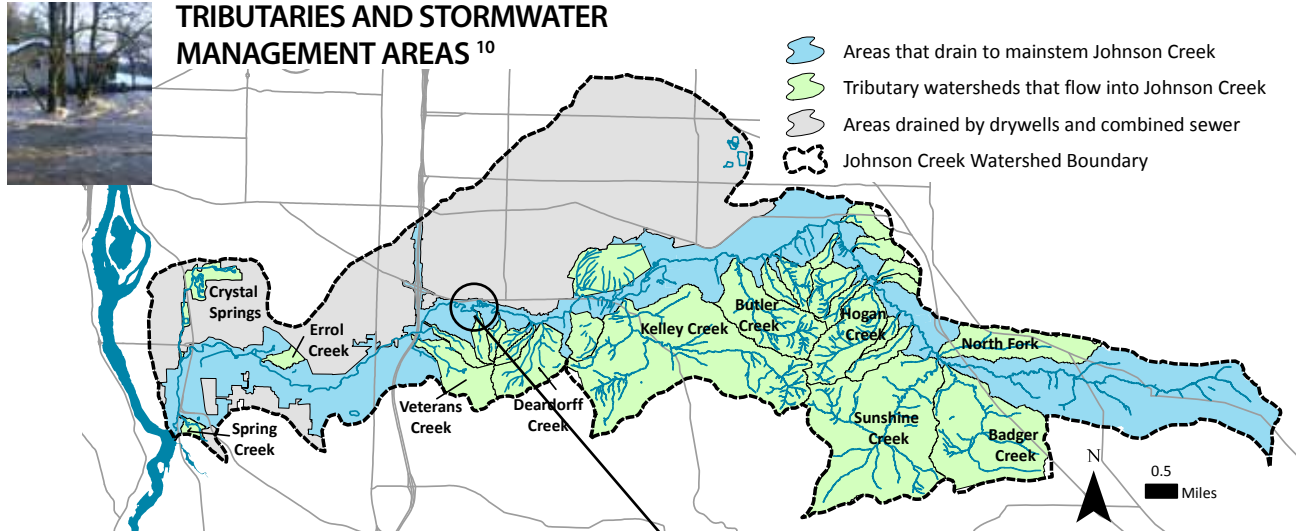 TRIBUTARIES AND STORMWATER
MANAGEMENT AREAS 10
Areas that drain to mainstem Johnson Creek
Tributary watersheds that flow into Johnson Creek
Areas drained by drywells and combined sewer
Johnson Creek Watershed Boundary
Crystal
Springs
Errol
Creek
Spring
Creek
Veterans
Creek
Deardorff
Creek
Kelley Creek
Butler
Creek
Hogan
Creek
North Fork
Sunshine
Creek
Badger
Creek
N
0.5
Miles